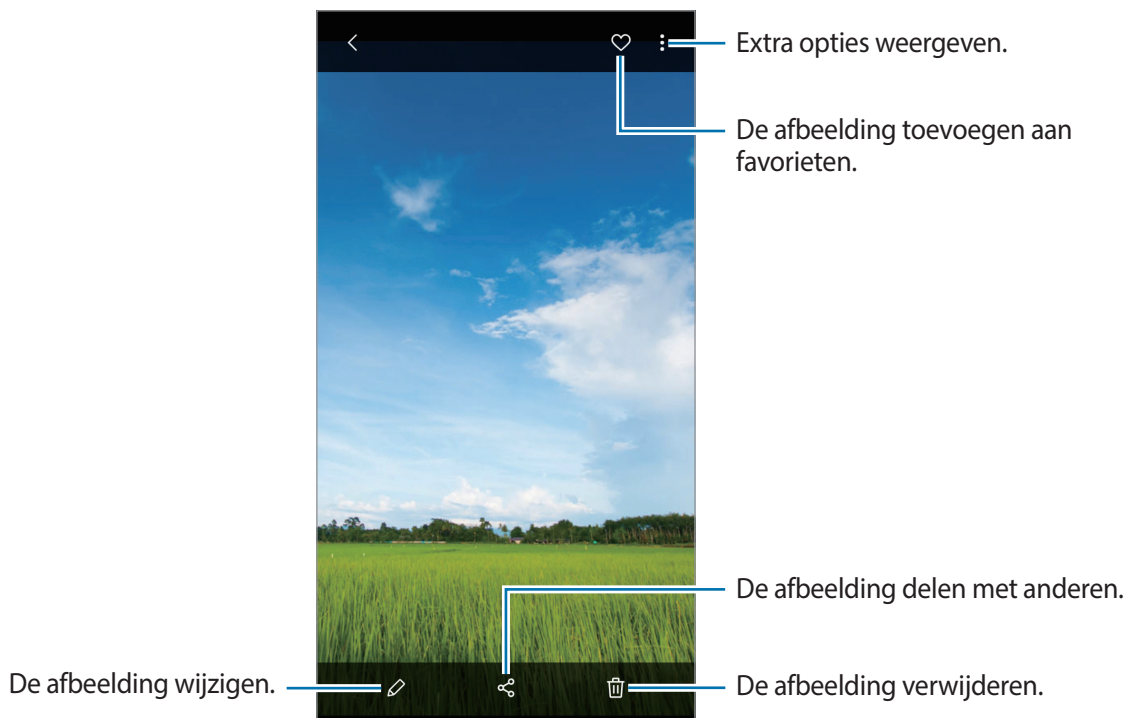 Extra opties weergeven.
De afbeelding toevoegen aan
favorieten.
De afbeelding delen met anderen.
De afbeelding wijzigen.
De afbeelding verwijderen.